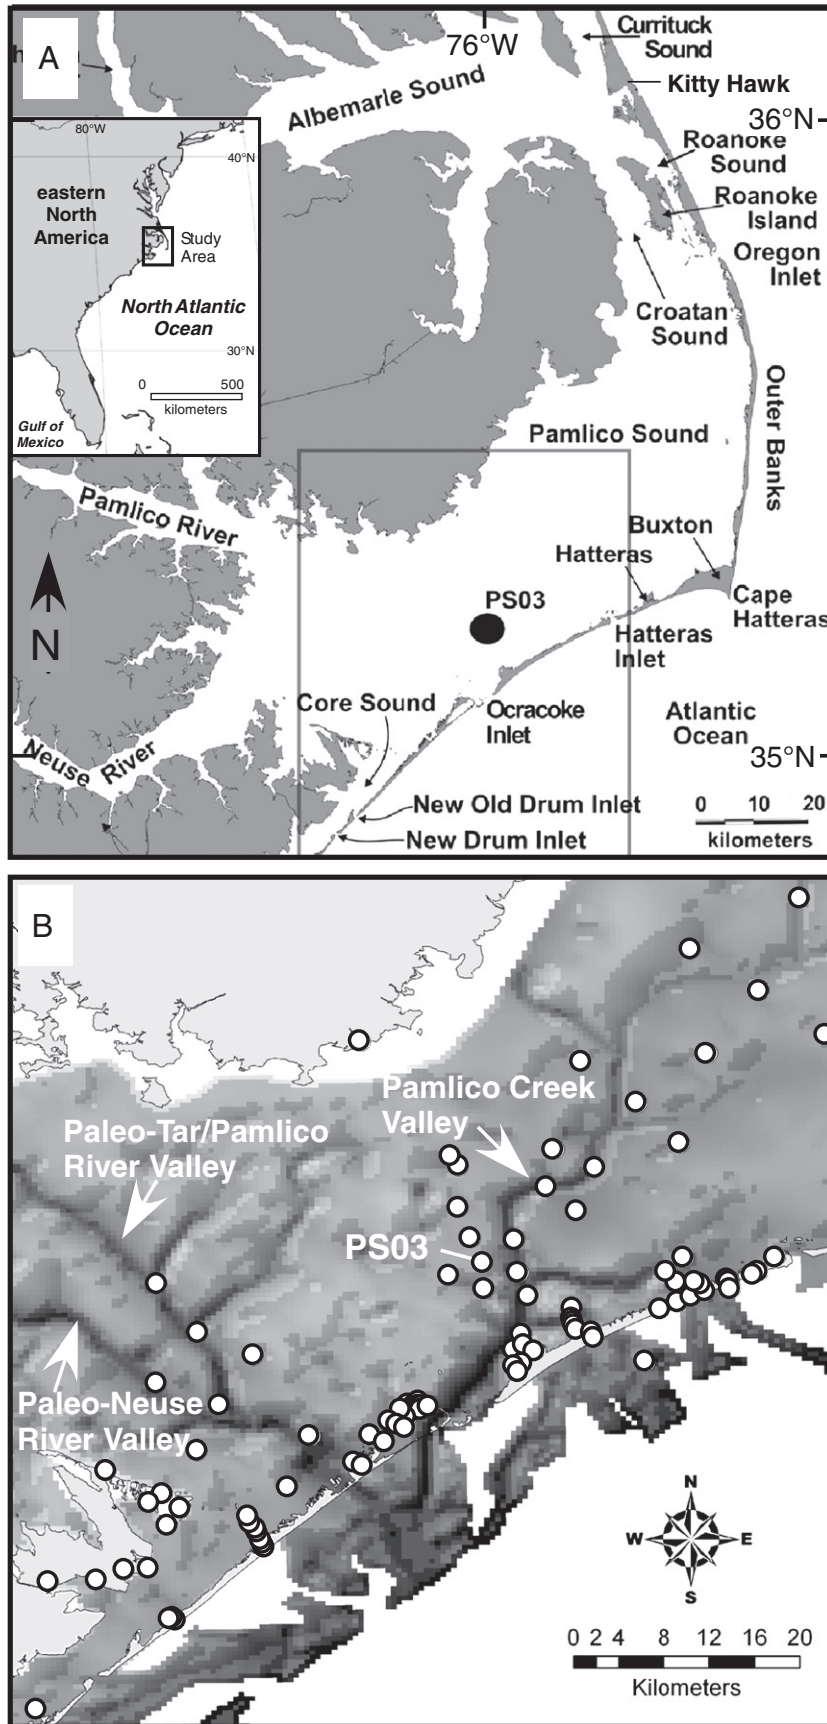 A
76°W
Currituck
Sound
Kitty Hawk
Albemarle Sound
36°N
Roanoke
Sound
Roanoke
Island
Oregon
Inlet
Croatan
Sound
80°W
40°N
eastern
North
America
Study
Area
North Atlantic
Ocean
30°N
0 500
kilometers
Gulf of
Mexico
Outer Banks
Pamlico Sound
Pamlico River
Buxton
Hatteras
PS03
Cape
Hatteras
Hatteras
Inlet
N
Core Sound
Ocracoke
Inlet
Atlantic
Ocean
Neuse River
35°N
New Old Drum Inlet
New Drum Inlet
0 10 20
kilometers
B
Pamlico Creek
Valley
Paleo-Tar/Pamlico
River Valley
PS03
Paleo-Neuse
River Valley
N
W E
S
0 2 4 8 12 16 20
Kilometers